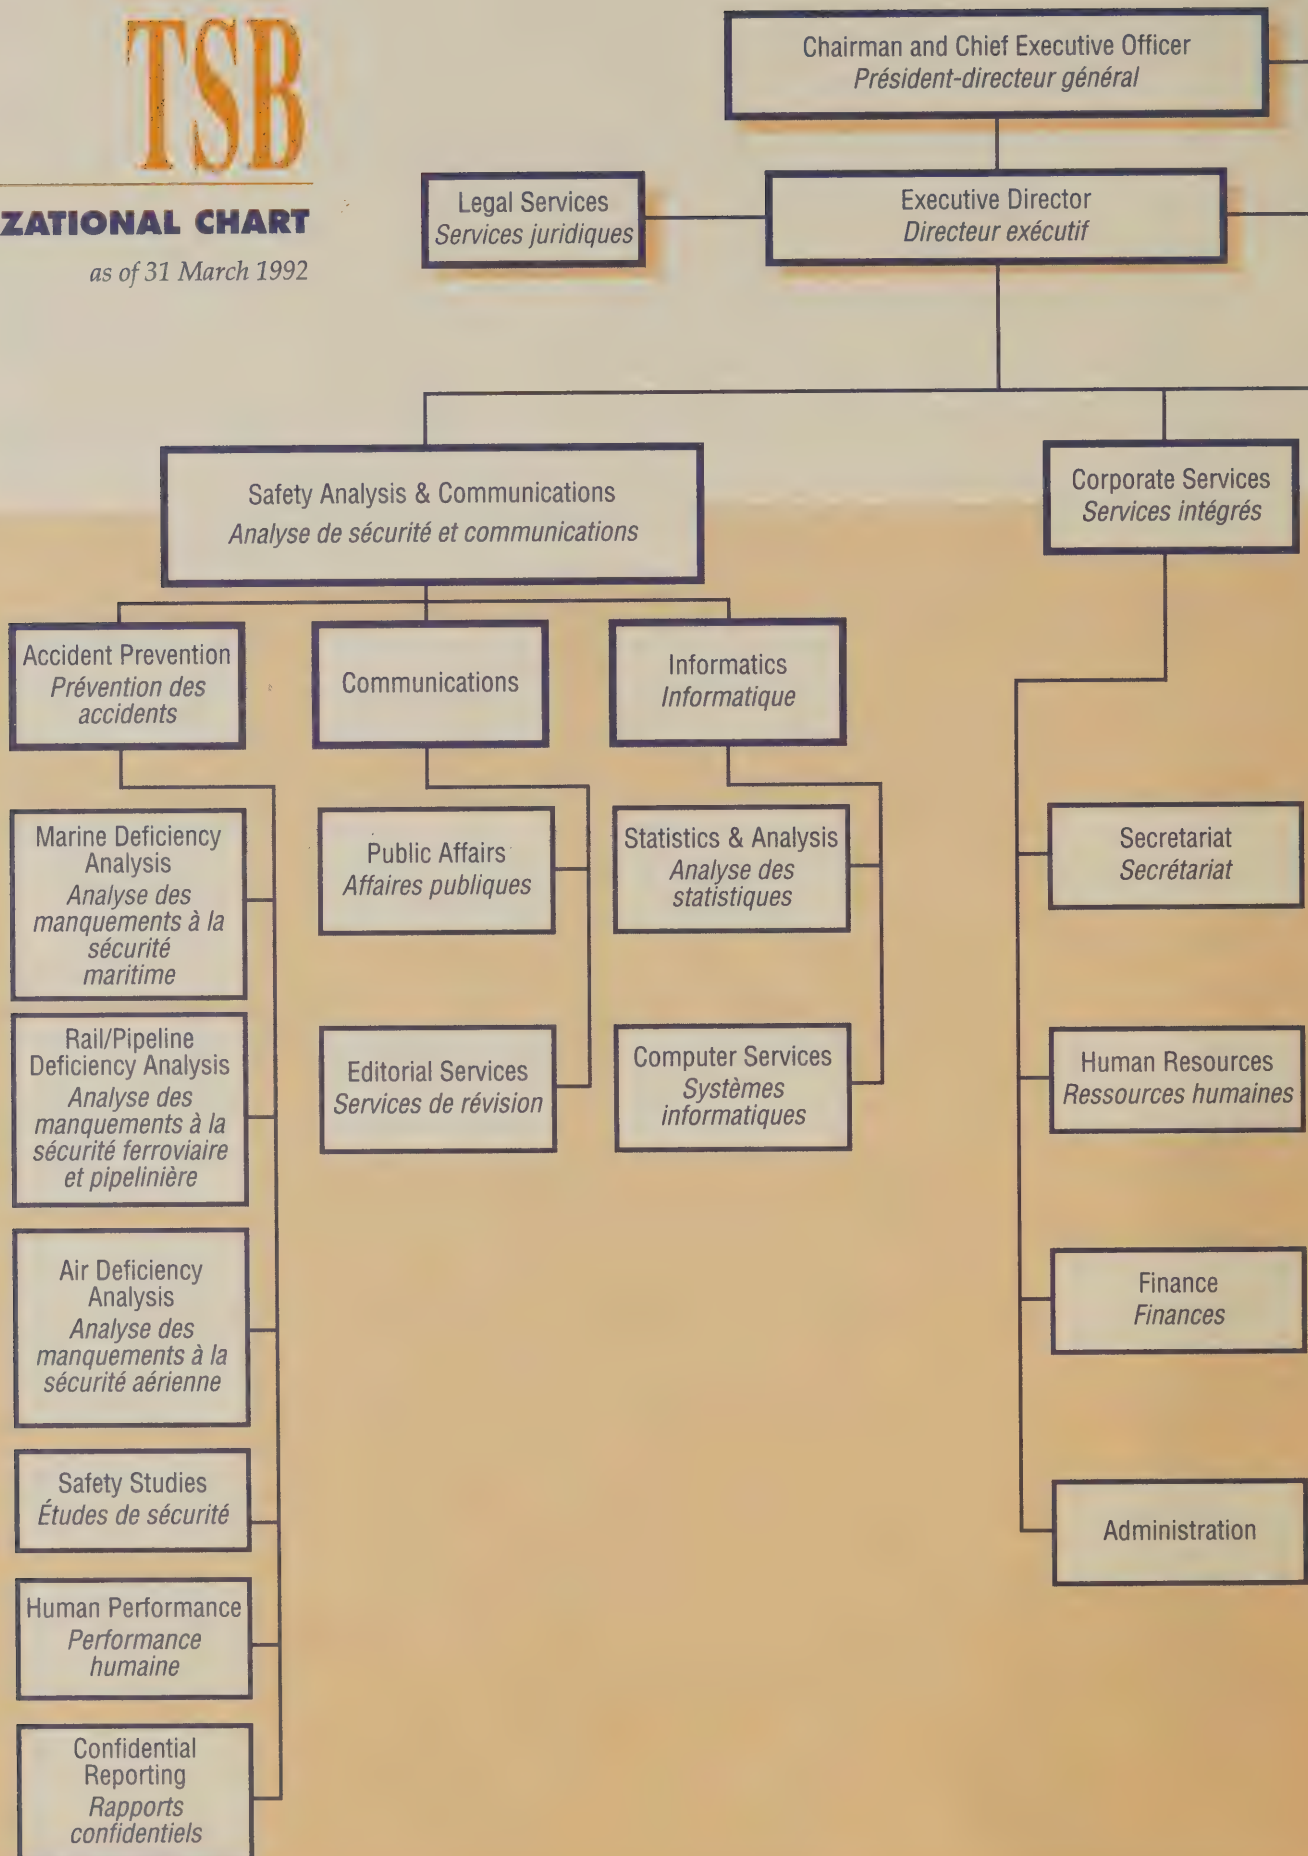 TSB
ZATIONAL CHART
as of 31 March 1992
Chairman and Chief Executive Officer
Président-directeur général
Legal Services
Services juridiques
Executive Director
Directeur exécutif
Safety Analysis & Communications
Analyse de sécurité et communications
Corporate Services
Services intégrés
Accident Prevention
Prévention des
accidents
Communications
Informatics
Informatique
Marine Deficiency
Analysis
Analyse des
manquements à la
sécurité
maritime
Rail/Pipeline
Deficiency Analysis
Analyse des
manquements à la
sécurité ferroviaire
et pipelinière
Air Deficiency
Analysis
Analyse des
manquements à la
sécurité aérienne
Safety Studies
Études de sécurité
Human Performance
Performance
humaine
Confidential
Reporting
Rapports
confidentiels
Public Affairs
Affaires publiques
Editorial Services
Services de révision
Statistics & Analysis
Analyse des
statistiques
Computer Services
Systèmes
informatiques
Secretariat
Secrétariat
Human Resources
Ressources humaines
Finance
Finances
Administration